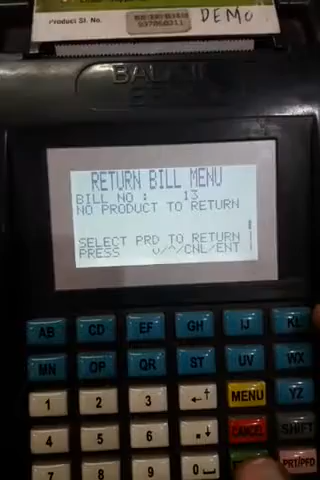 Product Sl. No.
DEMO
RETURN BILL MENU
BILL NO : 13
NO PRODUCT TO RETURN
SELECT PRD TO RETURN
PRESS v/^/CNL/ENT
AB CD EF GH IJ KL
MN OP QR ST UV WX
1 2 3 ←↑ MENU YZ
4 5 6 .↓ CANCEL SHIFT
7 8 9 0 PRT/PFD